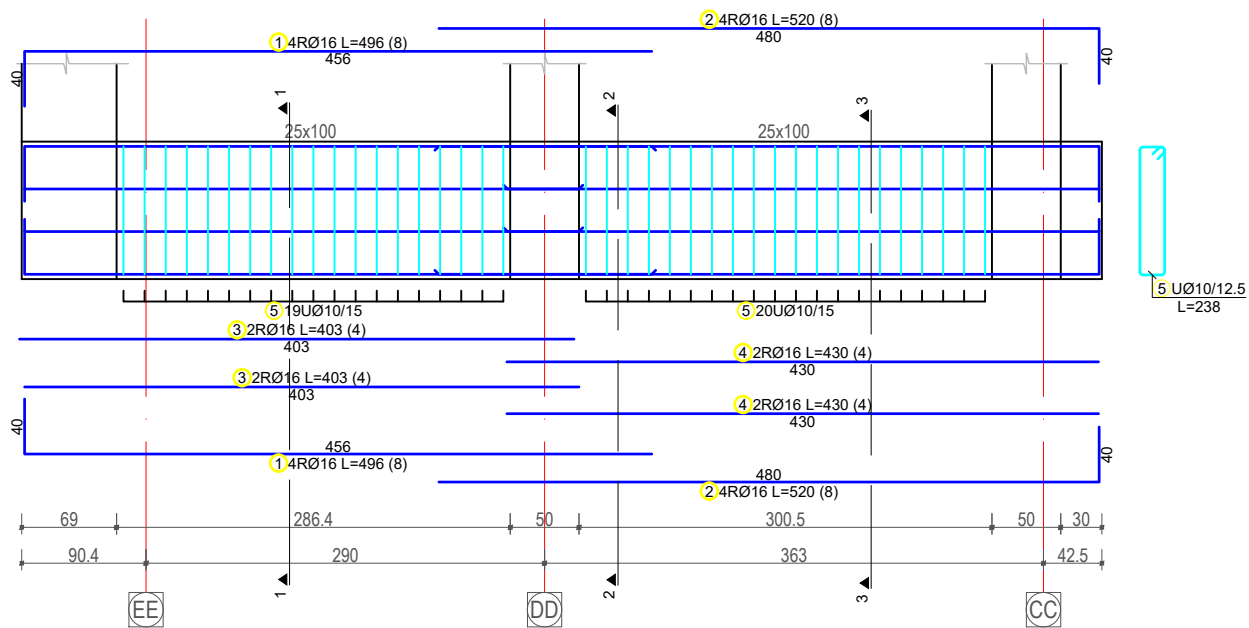 2 4RØ16 L=520 (8)
480
40
1 4RØ16 L=496 (8)
456
40
1
2
3
25x100
25x100
5 19UØ10/15
5 20UØ10/15
5 UØ10/12.5
L=238
3 2RØ16 L=403 (4)
403
4 2RØ16 L=430 (4)
430
3 2RØ16 L=403 (4)
403
4 2RØ16 L=430 (4)
430
40
456
1 4RØ16 L=496 (8)
40
480
2 4RØ16 L=520 (8)
69
286.4
50
300.5
50
30
90.4
290
363
42.5
1
2
3
EE
DD
CC